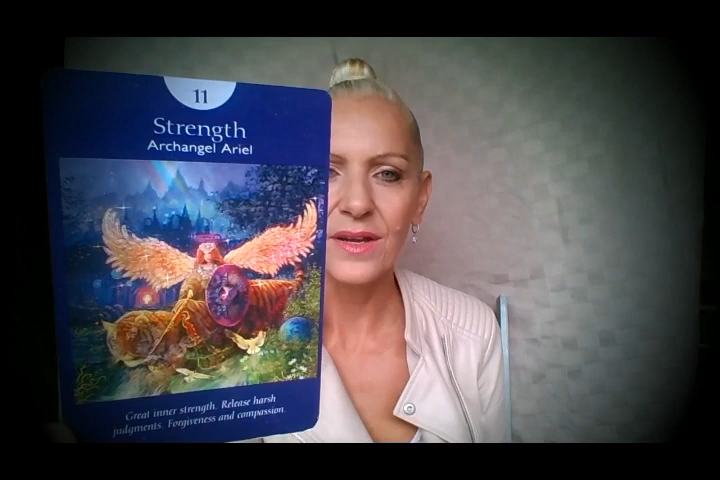 11
Strength
Archangel Ariel
Great inner strength. Release harsh
judgments. Forgiveness and compassion.